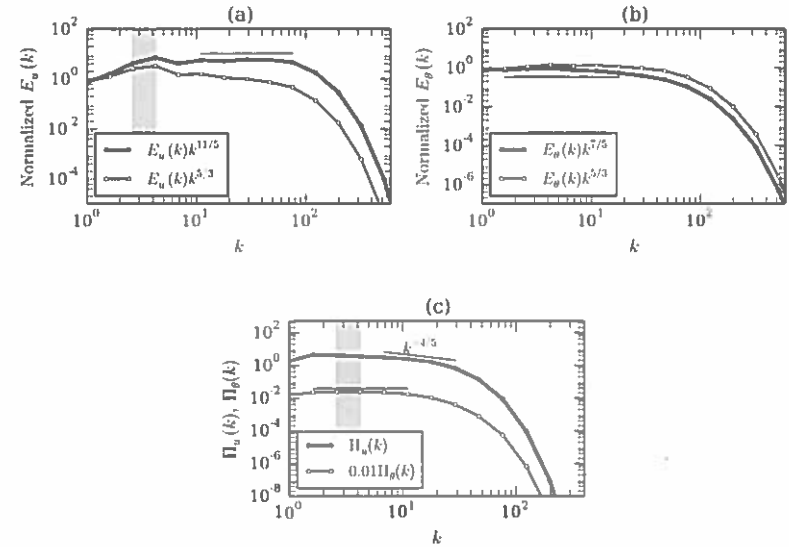 (a)
Normalized E_u(k)
10^2
10^0
10^-2
10^-4
E_u(k)k^11/5
E_u(k)k^5/3
10^0
10^1
10^2
k
(b)
Normalized E_θ(k)
10^2
10^0
10^-2
10^-4
10^-6
E_θ(k)k^7/5
E_θ(k)k^5/3
10^0
10^1
10^2
k
(c)
Π_u(k), Π_θ(k)
10^2
10^0
10^-2
10^-4
10^-6
10^-8
k^-4/5
Π_u(k)
0.01Π_θ(k)
10^0
10^1
10^2
k